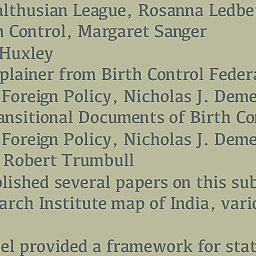 althusian League, Rosanna Ledbe
n Control, Margaret Sanger
Huxley
plainer from Birth Control Federa
Foreign Policy, Nicholas J. Deme
ansitional Documents of Birth Co
Foreign Policy, Nicholas J. Deme
Robert Trumbull
blished several papers on this sub
arch Institute map of India, vario
el provided a framework for stat